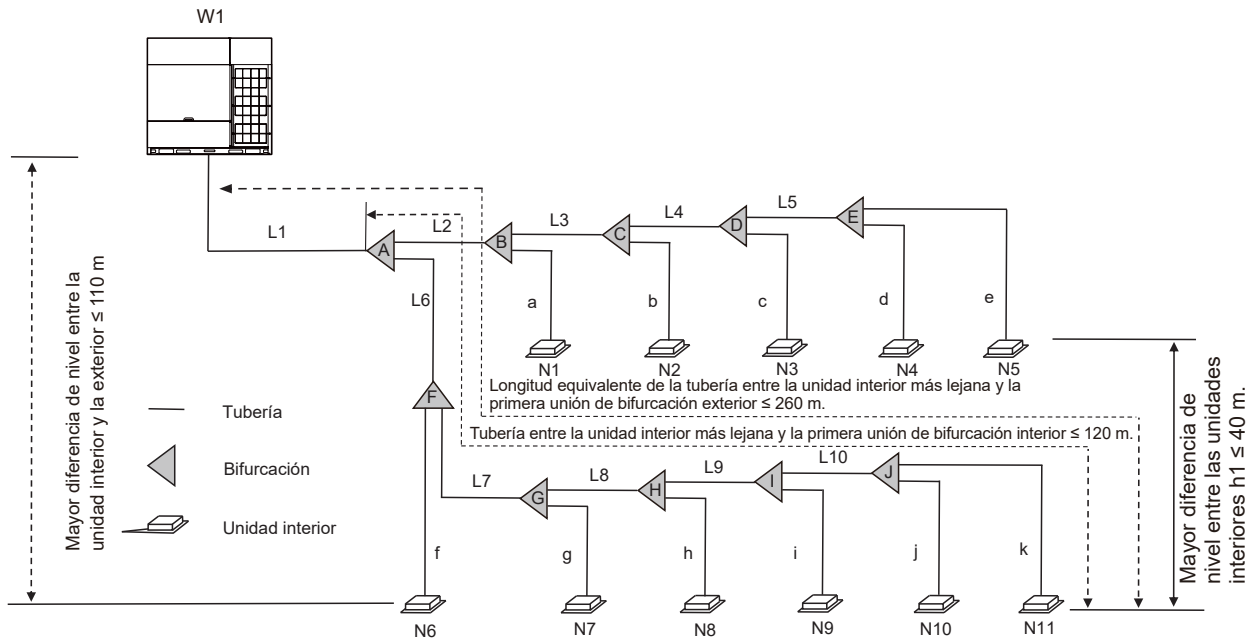 W1
L1
A
L2
B
L3
C
L4
D
L5
E
L6
a
b
c
d
e
N1
N2
N3
N4
N5
Mayor diferencia de nivel entre la
unidad interior y la exterior ≤ 110 m
Longitud equivalente de la tubería entre la unidad interior más lejana y la
primera unión de bifurcación exterior ≤ 260 m.
Tubería entre la unidad interior más lejana y la primera unión de bifurcación interior ≤ 120 m.
Mayor diferencia de
nivel entre las unidades
interiores h1 ≤ 40 m.
Tubería
Bifurcación
Unidad interior
F
L7
G
L8
H
L9
I
L10
J
f
g
h
i
j
k
N6
N7
N8
N9
N10
N11